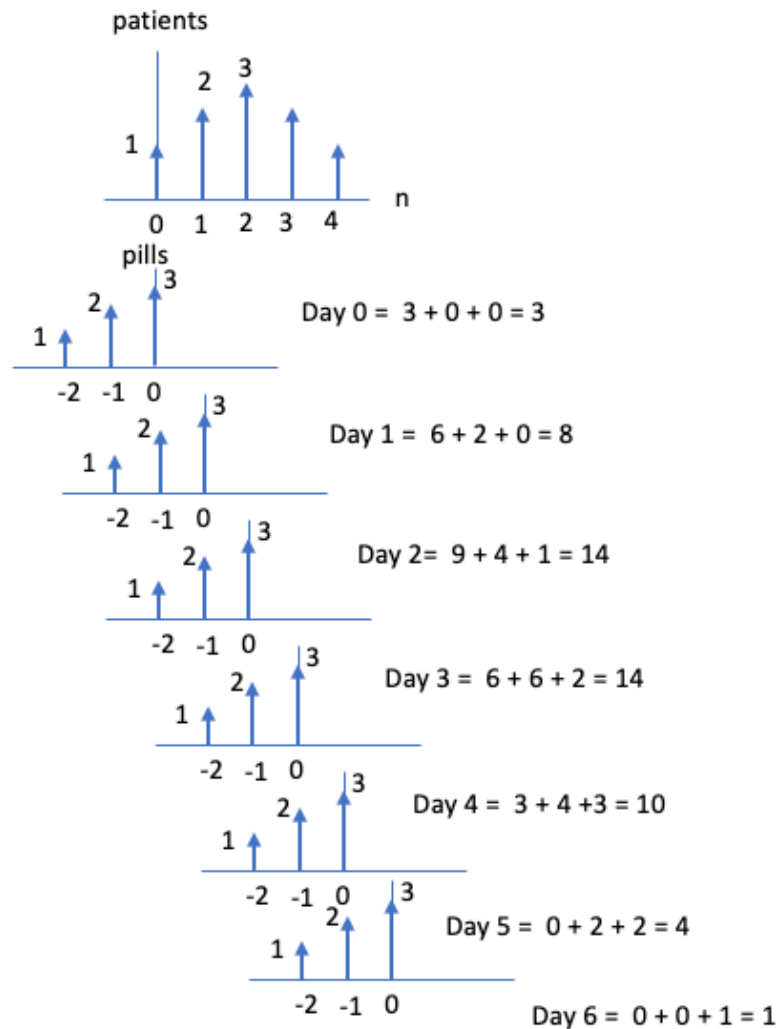 patients
3
2
1
n
0 1 2 3 4
pills
3
2
Day 0 = 3 + 0 + 0 = 3
1
-2 -1 0
3
2
Day 1 = 6 + 2 + 0 = 8
1
-2 -1 0
3
2
Day 2= 9 + 4 + 1 = 14
1
-2 -1 0
3
2
Day 3 = 6 + 6 + 2 = 14
1
-2 -1 0
3
2
Day 4 = 3 + 4 +3 = 10
1
-2 -1 0
3
2
Day 5 = 0 + 2 + 2 = 4
1
-2 -1 0
Day 6 = 0 + 0 + 1 = 1